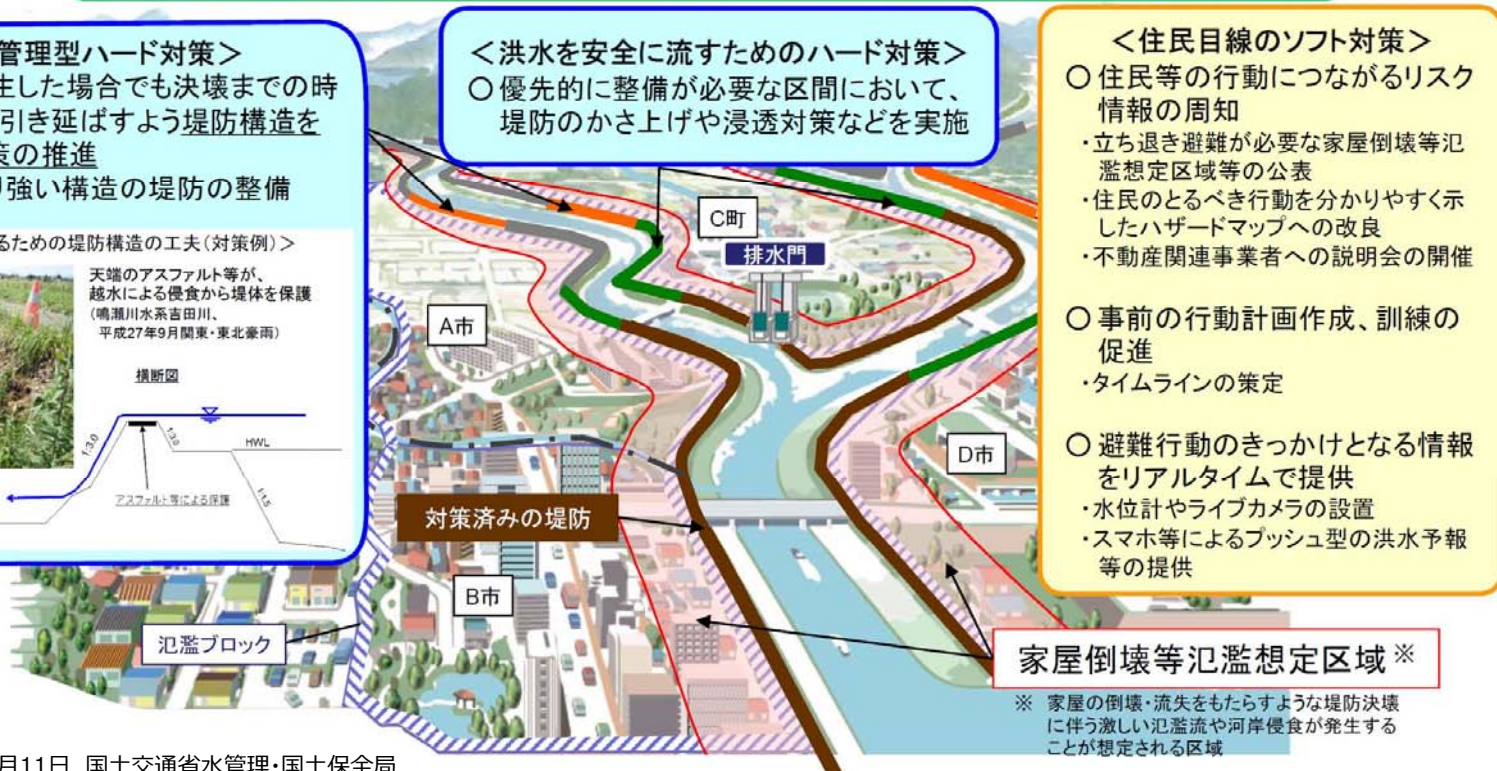 管理型ハード対策＞
生した場合でも決壊までの時
引き延ばすよう堤防構造を
策の推進
り強い構造の堤防の整備
るための堤防構造の工夫(対策例)＞
天端のアスファルト等が、
越水による侵食から堤体を保護
(鳴瀬川水系吉田川、
平成27年9月関東・東北豪雨)
横断図
1:3.0
1:3.0
HWL
1:1.5
アスファルト等による保護
＜洪水を安全に流すためのハード対策＞
○優先的に整備が必要な区間において、
堤防のかさ上げや浸透対策などを実施
＜住民目線のソフト対策＞
○住民等の行動につながるリスク
情報の周知
・立ち退き避難が必要な家屋倒壊等氾
濫想定区域等の公表
・住民のとるべき行動を分かりやすく示
したハザードマップへの改良
・不動産関連事業者への説明会の開催
○事前の行動計画作成、訓練の
促進
・タイムラインの策定
○避難行動のきっかけとなる情報
をリアルタイムで提供
・水位計やライブカメラの設置
・スマホ等によるプッシュ型の洪水予報
等の提供
C町
排水門
A市
D市
対策済みの堤防
B市
氾濫ブロック
家屋倒壊等氾濫想定区域※
※ 家屋の倒壊・流失をもたらすような堤防決壊
に伴う激しい氾濫流や河岸侵食が発生する
ことが想定される区域
月11日 国土交通省水管理・国土保全局